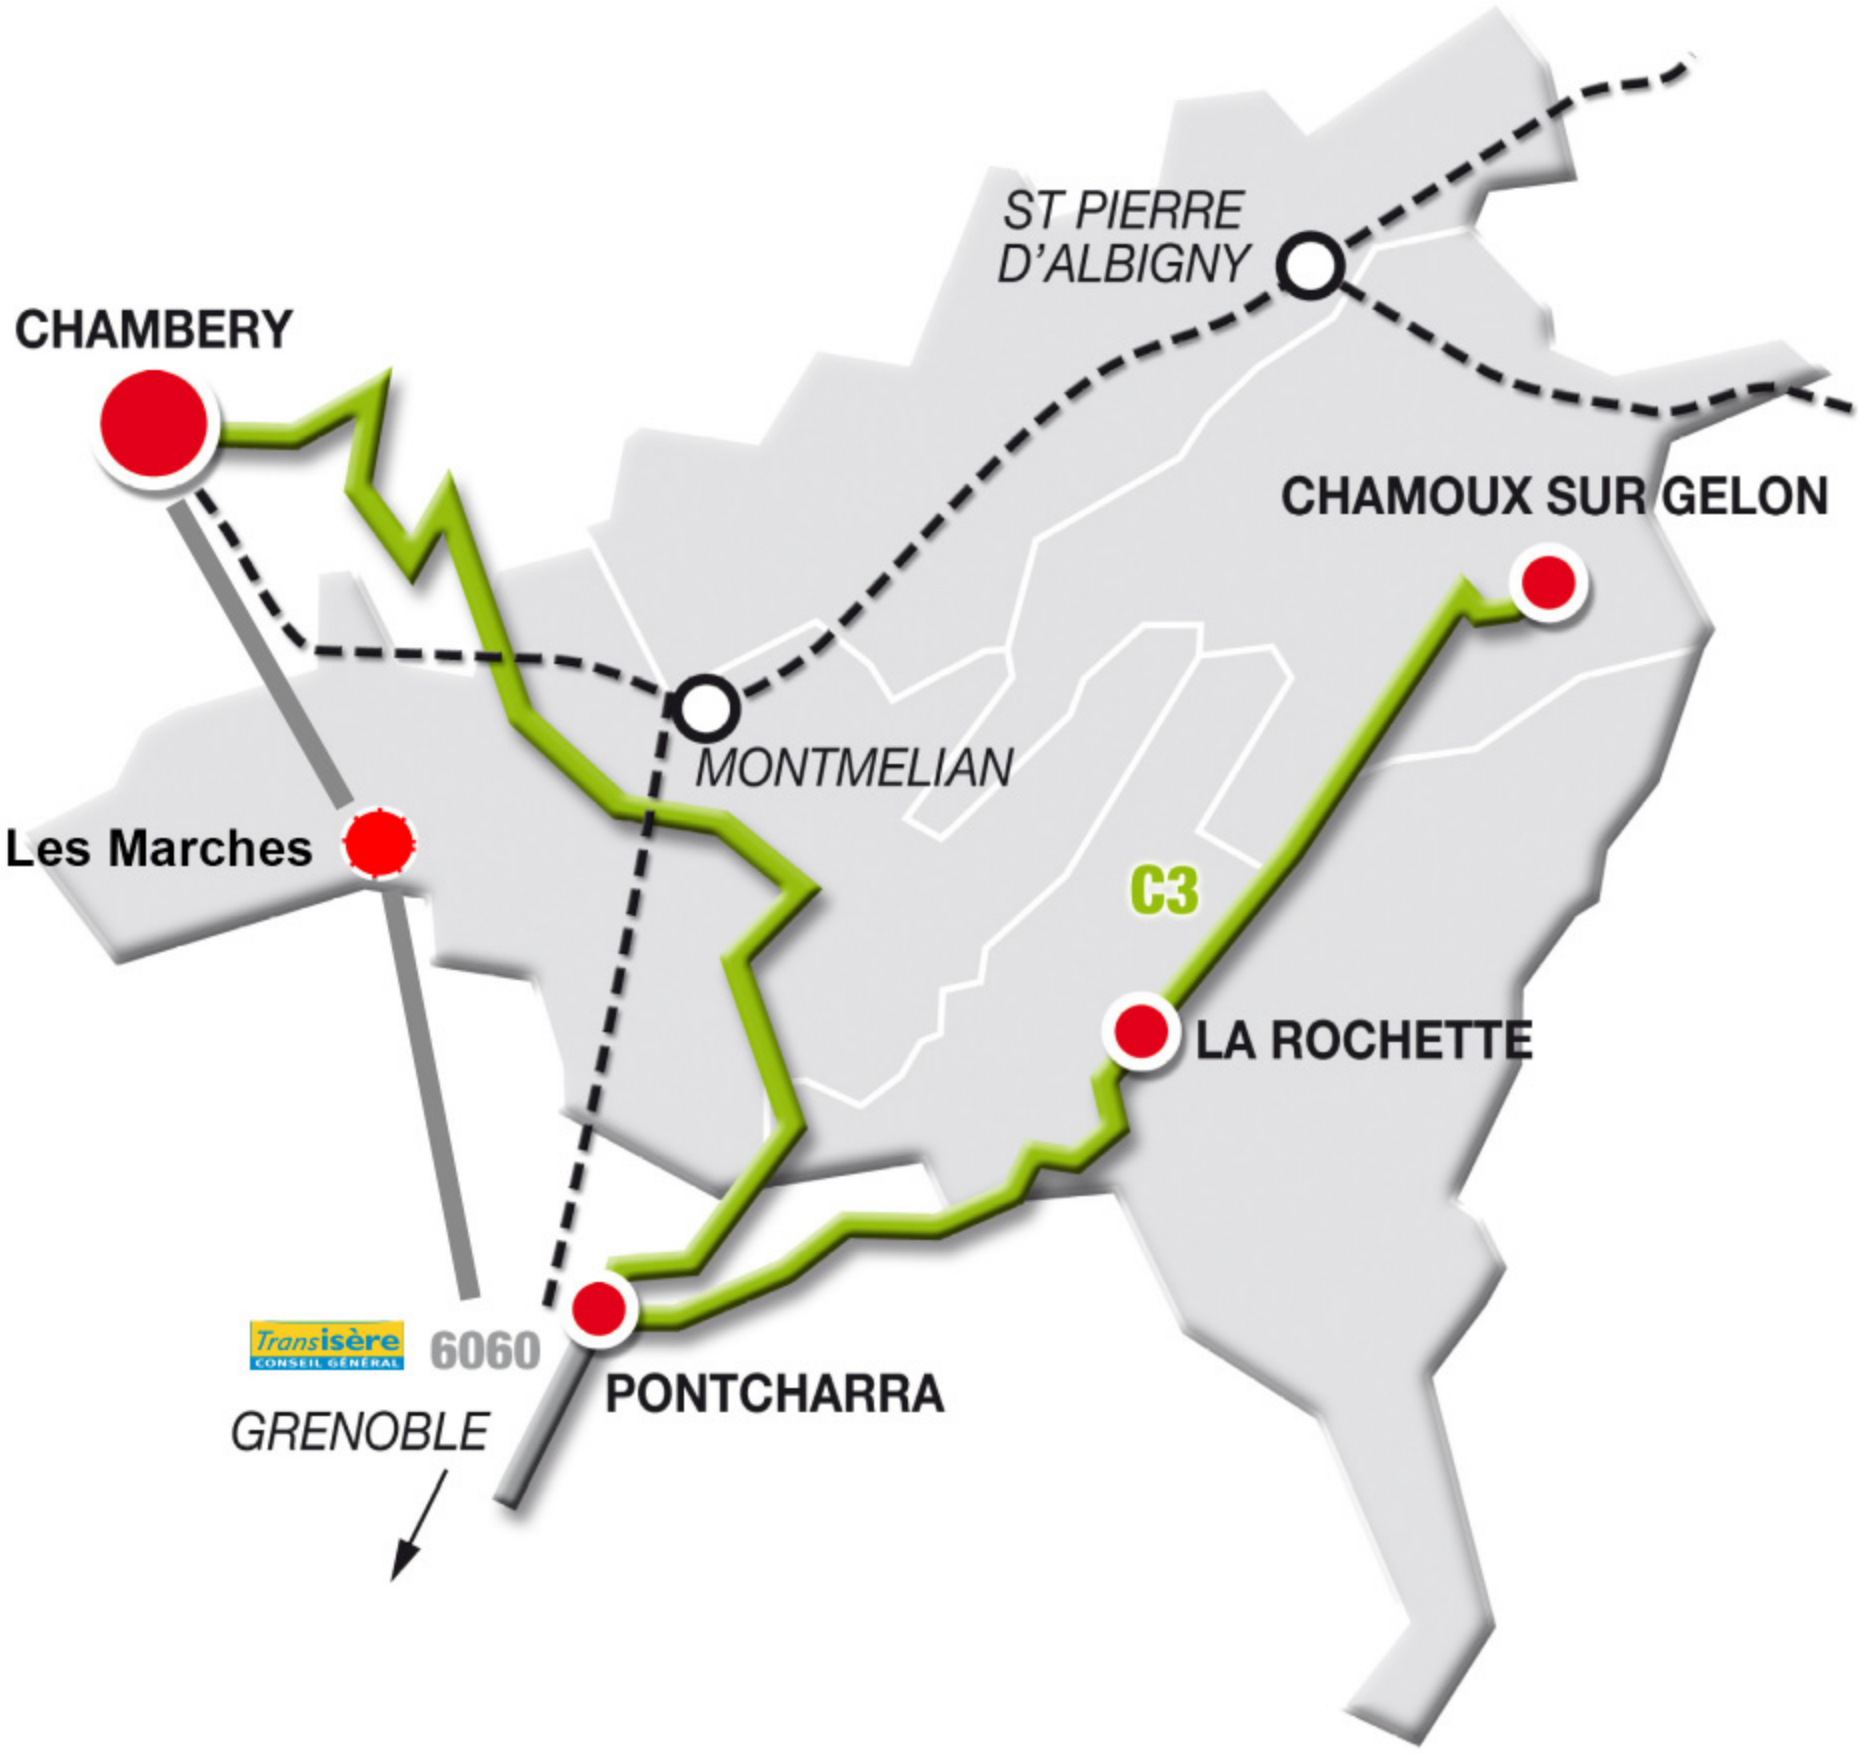 ST PIERRE
D'ALBIGNY
CHAMBERY
CHAMOUX SUR GELON
MONTMELIAN
Les Marches
C3
LA ROCHETTE
Transisère
CONSEIL GÉNÉRAL
6060
PONTCHARRA
GRENOBLE